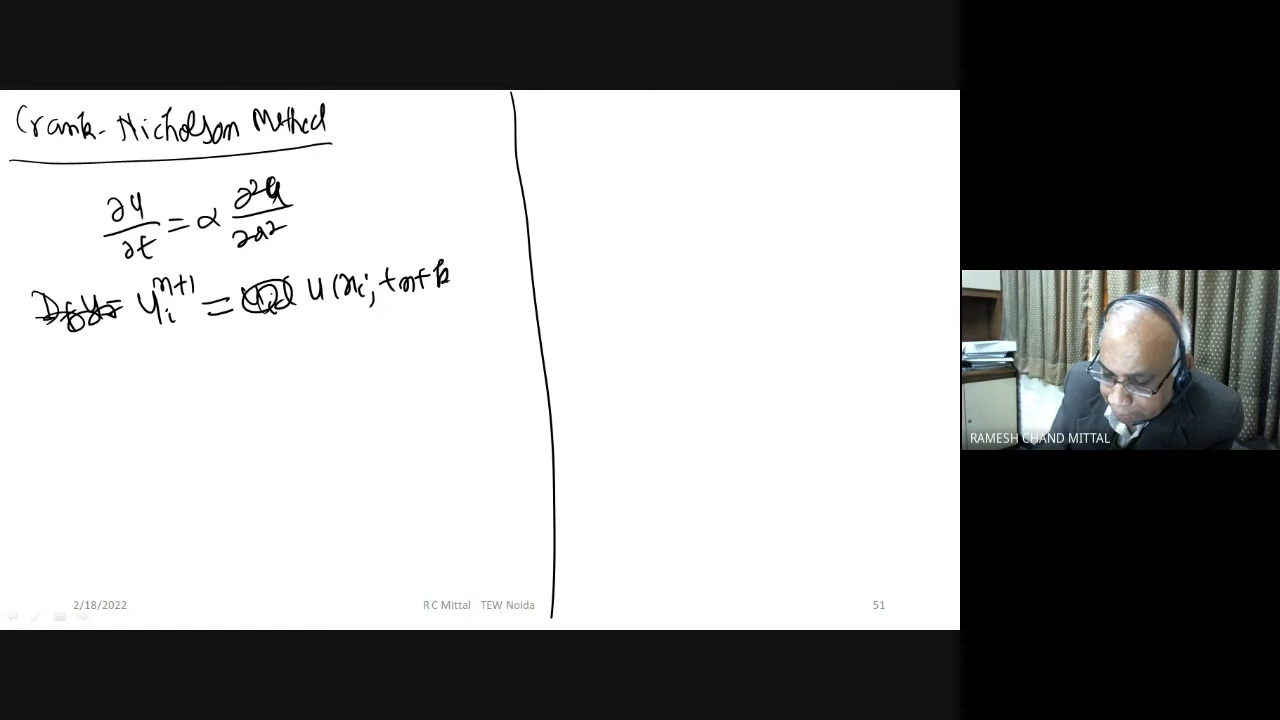 Crank-Nicholson Method
∂u/∂t = α ∂²u/∂x²
u_i^{n+1} = u(x_i, t_n+k
2/18/2022 R C Mittal TEW Noida 51
RAMESH CHAND MITTAL